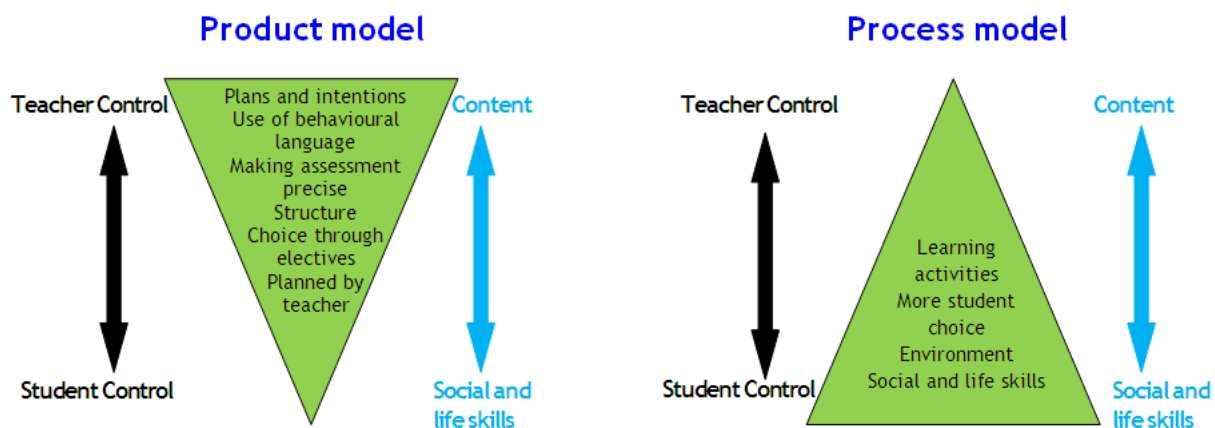 Product model
Teacher Control
Plans and intentions
Use of behavioural
language
Making assessment
precise
Structure
Choice through
electives
Planned by
teacher
Content
Student Control
Social and
life skills
Process model
Teacher Control
Content
Learning
activities
More student
choice
Environment
Social and life skills
Student Control
Social and
life skills